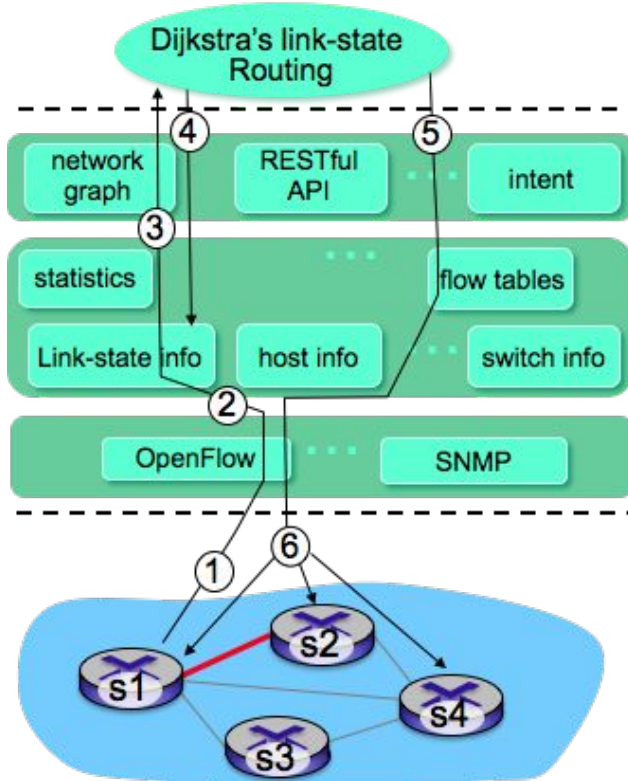 Dijkstra's link-state
Routing
4
5
network
graph
RESTful
API
intent
3
statistics
flow tables
Link-state info
host info
switch info
2
OpenFlow
SNMP
1
6
s2
s1
s4
s3